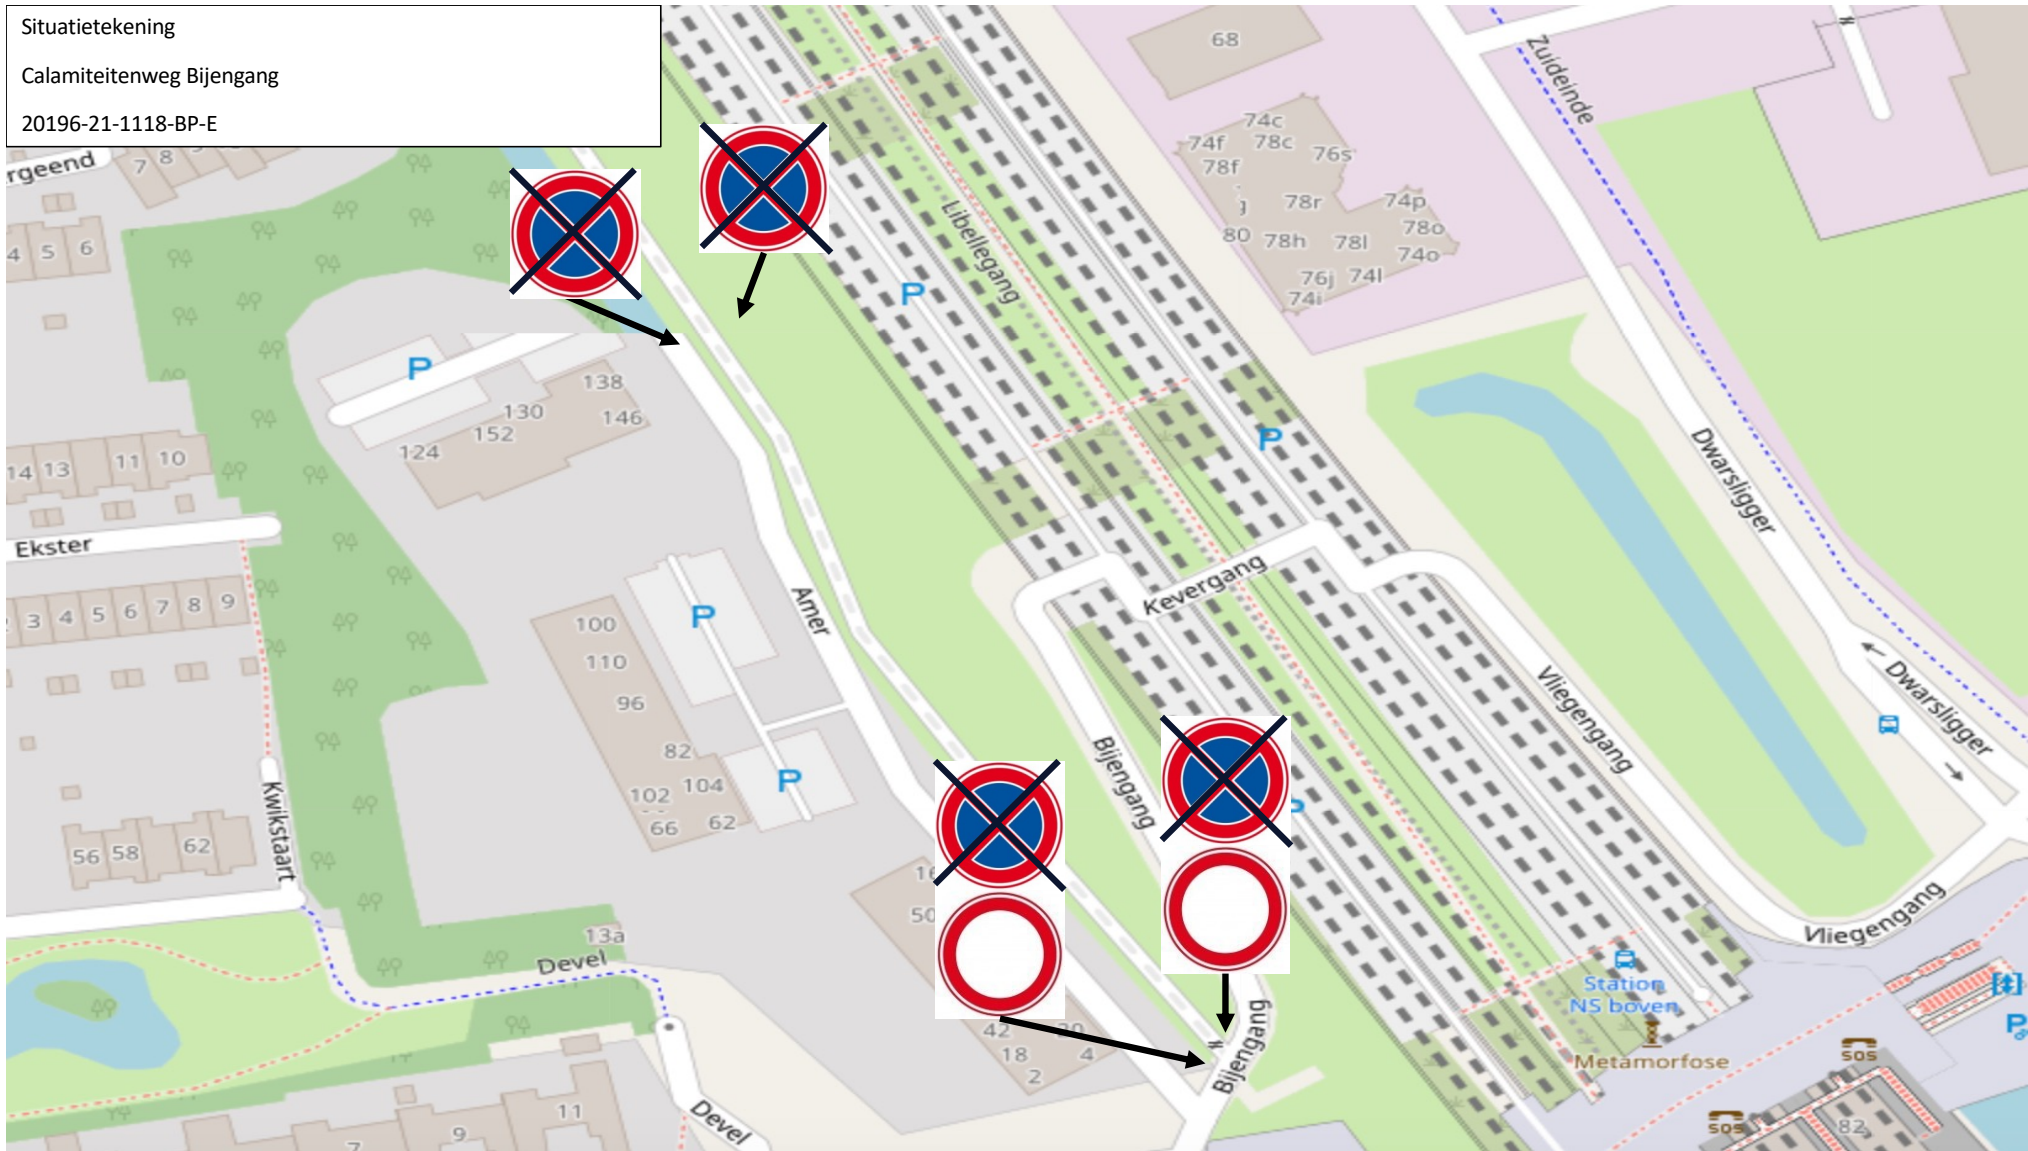 Situatietekening
Calamiteitenweg Bijengang
20196-21-1118-BP-E
rgeend
7
8
4
5
6
68
Zuideinde
74c
74f
78c
76s
78f
78r
74p
78o
80
78h
78l
74o
76j
74l
74i
Libellegang
P
P
138
130
146
152
124
P
14
13
11
10
Ekster
Dwarsligger
3
4
5
6
7
8
9
Amer
Kevergang
100
P
110
96
Vliegengang
Dwarsligger
82
P
Bijengang
102
104
66
62
P
Kwikstaart
56
58
62
Vliegengang
13a
Devel
Station
NS boven
Bijengang
42
20
18
4
2
Bijengang
Metamorfose
P
SOS
SOS
82
Devel
11
9
7